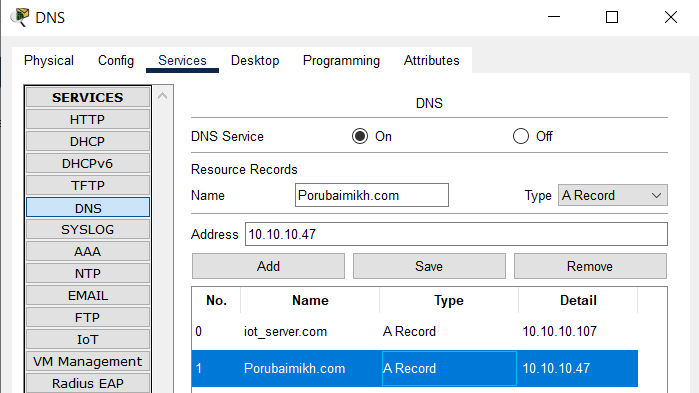 DNS
Physical Config Services Desktop Programming Attributes
SERVICES
HTTP
DHCP
DHCPv6
TFTP
DNS
SYSLOG
AAA
NTP
EMAIL
FTP
IoT
VM Management
Radius EAP
DNS
DNS Service On Off
Resource Records
Name Porubaimikh.com Type A Record
Address 10.10.10.47
Add Save Remove
No. Name Type Detail
0 iot_server.com A Record 10.10.10.107
1 Porubaimikh.com A Record 10.10.10.47